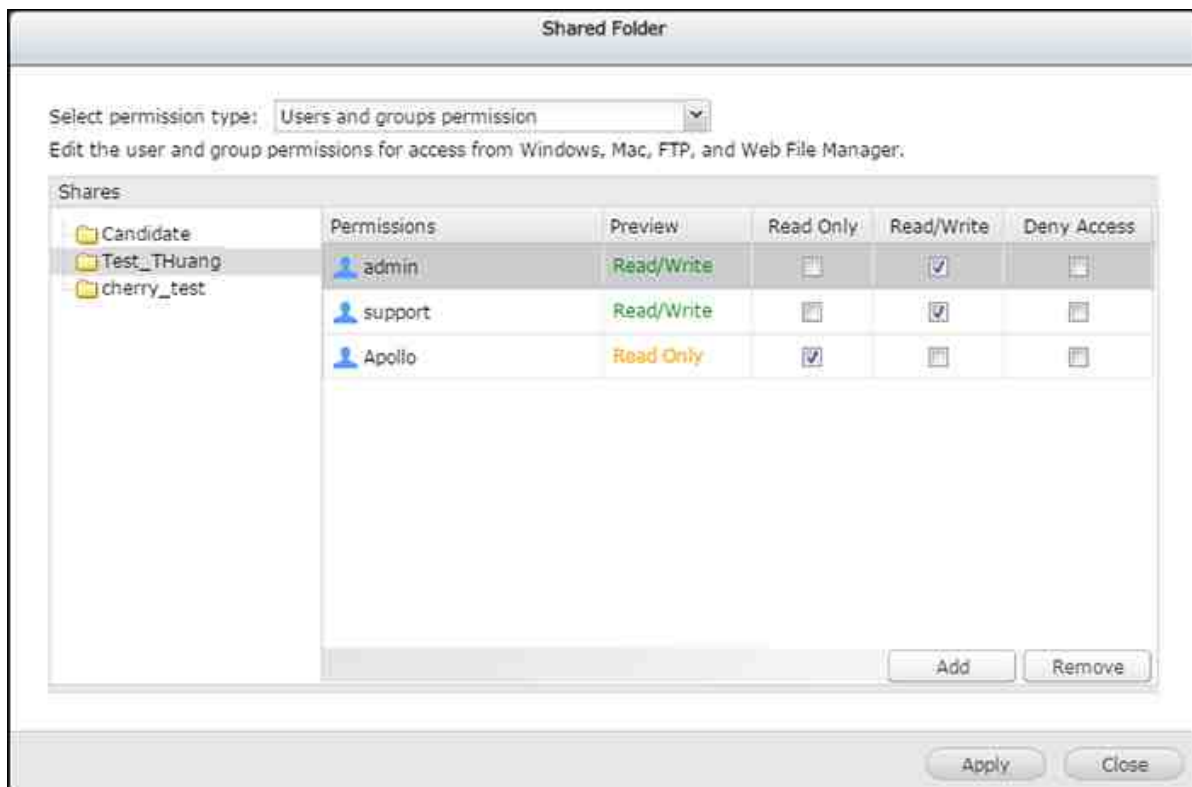 Shared Folder
Select permission type: Users and groups permission
Edit the user and group permissions for access from Windows, Mac, FTP, and Web File Manager.
Shares
Candidate
Test_THuang
cherry_test
Permissions Preview Read Only Read/Write Deny Access
admin Read/Write
support Read/Write
Apollo Read Only
Add Remove
Apply Close